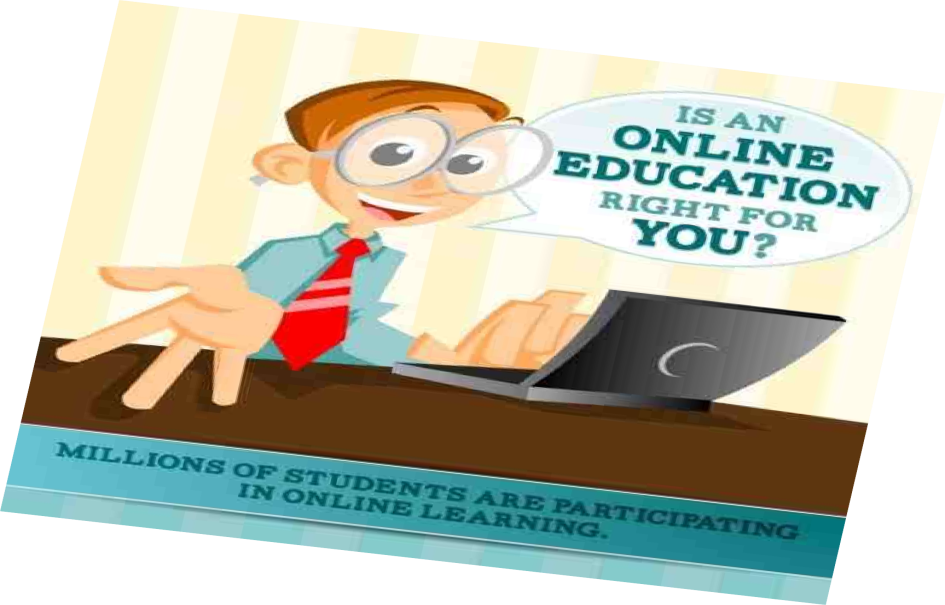 IS AN
ONLINE
EDUCATION
RIGHT FOR
YOU?
MILLIONS OF STUDENTS ARE PARTICIPATING
IN ONLINE LEARNING.